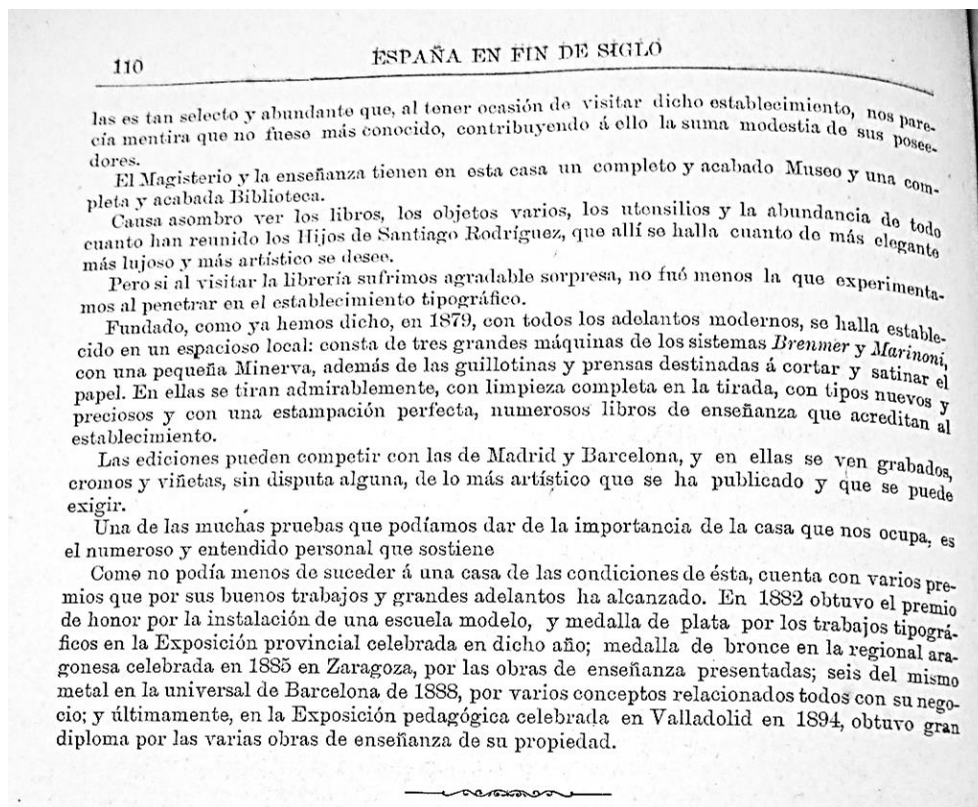 110
ESPAÑA EN FIN DE SIGLO
las es tan selecto y abundante que, al tener ocasión de visitar dicho establecimiento, nos pare-
cía mentira que no fuese más conocido, contribuyendo á ello la suma modestia de sus posee-
dores.
El Magisterio y la enseñanza tienen en esta casa un completo y acabado Museo y una com-
pleta y acabada Biblioteca.
Causa asombro ver los libros, los objetos varios, los utensilios y la abundancia de todo
cuanto han reunido los Hijos de Santiago Rodríguez, que allí se halla cuanto de más elegante
más lujoso y más artístico se desee.
Pero si al visitar la librería sufrimos agradable sorpresa, no fué menos la que experimenta-
mos al penetrar en el establecimiento tipográfico.
Fundado, como ya hemos dicho, en 1879, con todos los adelantos modernos, se halla estable-
cido en un espacioso local: consta de tres grandes máquinas de los sistemas Brenmer y Marinoni,
con una pequeña Minerva, además de las guillotinas y prensas destinadas á cortar y satinar el
papel. En ellas se tiran admirablemente, con limpieza completa en la tirada, con tipos nuevos y
preciosos y con una estampación perfecta, numerosos libros de enseñanza que acreditan al
establecimiento.
Las ediciones pueden competir con las de Madrid y Barcelona, y en ellas se ven grabados,
cromos y viñetas, sin disputa alguna, de lo más artístico que se ha publicado y que se puede
exigir.
Una de las muchas pruebas que podíamos dar de la importancia de la casa que nos ocupa, es
el numeroso y entendido personal que sostiene
Como no podía menos de suceder á una casa de las condiciones de ésta, cuenta con varios pre-
mios que por sus buenos trabajos y grandes adelantos ha alcanzado. En 1882 obtuvo el premio
de honor por la instalación de una escuela modelo, y medalla de plata por los trabajos tipográ-
ficos en la Exposición provincial celebrada en dicho año; medalla de bronce en la regional ara-
gonesa celebrada en 1885 en Zaragoza, por las obras de enseñanza presentadas; seis del mismo
metal en la universal de Barcelona de 1888, por varios conceptos relacionados todos con su nego-
cio; y últimamente, en la Exposición pedagógica celebrada en Valladolid en 1894, obtuvo gran
diploma por las varias obras de enseñanza de su propiedad.